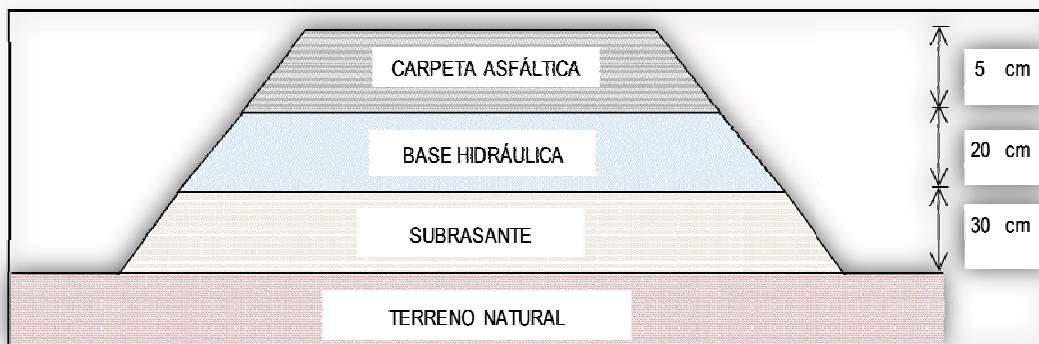 CARPETA ASFÁLTICA
5 cm
BASE HIDRÁULICA
20 cm
SUBRASANTE
30 cm
TERRENO NATURAL